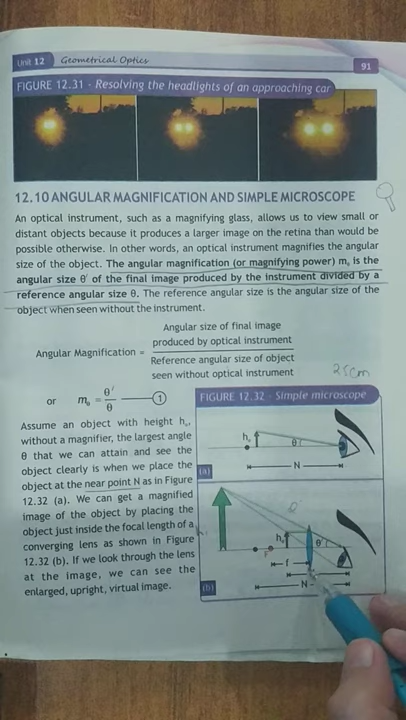 Unit 12 Geometrical Optics
91
FIGURE 12.31 - Resolving the headlights of an approaching car
12.10 ANGULAR MAGNIFICATION AND SIMPLE MICROSCOPE
An optical instrument, such as a magnifying glass, allows us to view small or
distant objects because it produces a larger image on the retina than would be
possible otherwise. In other words, an optical instrument magnifies the angular
size of the object. The angular magnification (or magnifying power) mₐ is the
angular size θ' of the final image produced by the instrument divided by a
reference angular size θ. The reference angular size is the angular size of the
object when seen without the instrument.
Angular Magnification = Angular size of final image
produced by optical instrument
Reference angular size of object
seen without optical instrument
25cm
or mₐ = θ' / θ ——— 1
Assume an object with height hₒ,
without a magnifier, the largest angle
θ that we can attain and see the
object clearly is when we place the
object at the near point N as in Figure
12.32 (a). We can get a magnified
image of the object by placing the
object just inside the focal length of a
converging lens as shown in Figure
12.32 (b). If we look through the lens
at the image, we can see the
enlarged, upright, virtual image.
FIGURE 12.32 - Simple microscope
hₒ
θ
(a)
N
θ'
hₒ
θ'
F
f
N
(b)